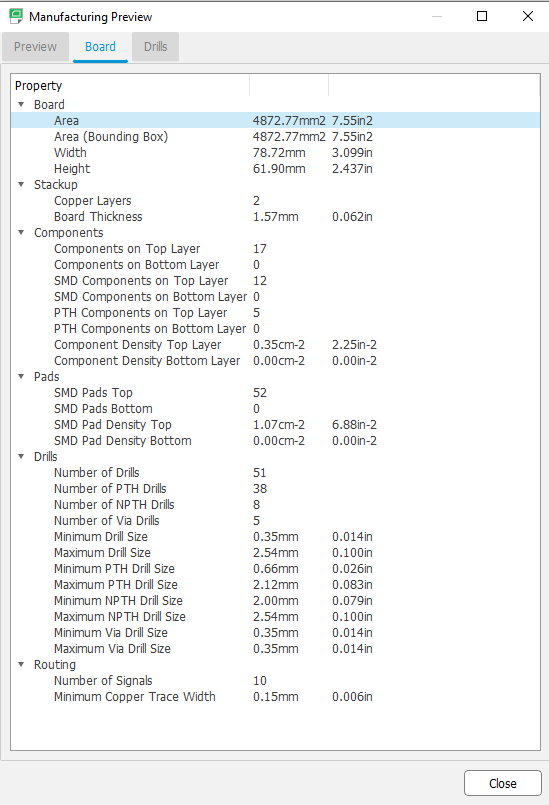 Manufacturing Preview
Preview Board Drills
Property
Board
Area 4872.77mm2 7.55in2
Area (Bounding Box) 4872.77mm2 7.55in2
Width 78.72mm 3.099in
Height 61.90mm 2.437in
Stackup
Copper Layers 2
Board Thickness 1.57mm 0.062in
Components
Components on Top Layer 17
Components on Bottom Layer 0
SMD Components on Top Layer 12
SMD Components on Bottom Layer 0
PTH Components on Top Layer 5
PTH Components on Bottom Layer 0
Component Density Top Layer 0.35cm-2 2.25in-2
Component Density Bottom Layer 0.00cm-2 0.00in-2
Pads
SMD Pads Top 52
SMD Pads Bottom 0
SMD Pad Density Top 1.07cm-2 6.88in-2
SMD Pad Density Bottom 0.00cm-2 0.00in-2
Drills
Number of Drills 51
Number of PTH Drills 38
Number of NPTH Drills 8
Number of Via Drills 5
Minimum Drill Size 0.35mm 0.014in
Maximum Drill Size 2.54mm 0.100in
Minimum PTH Drill Size 0.66mm 0.026in
Maximum PTH Drill Size 2.12mm 0.083in
Minimum NPTH Drill Size 2.00mm 0.079in
Maximum NPTH Drill Size 2.54mm 0.100in
Minimum Via Drill Size 0.35mm 0.014in
Maximum Via Drill Size 0.35mm 0.014in
Routing
Number of Signals 10
Minimum Copper Trace Width 0.15mm 0.006in
Close